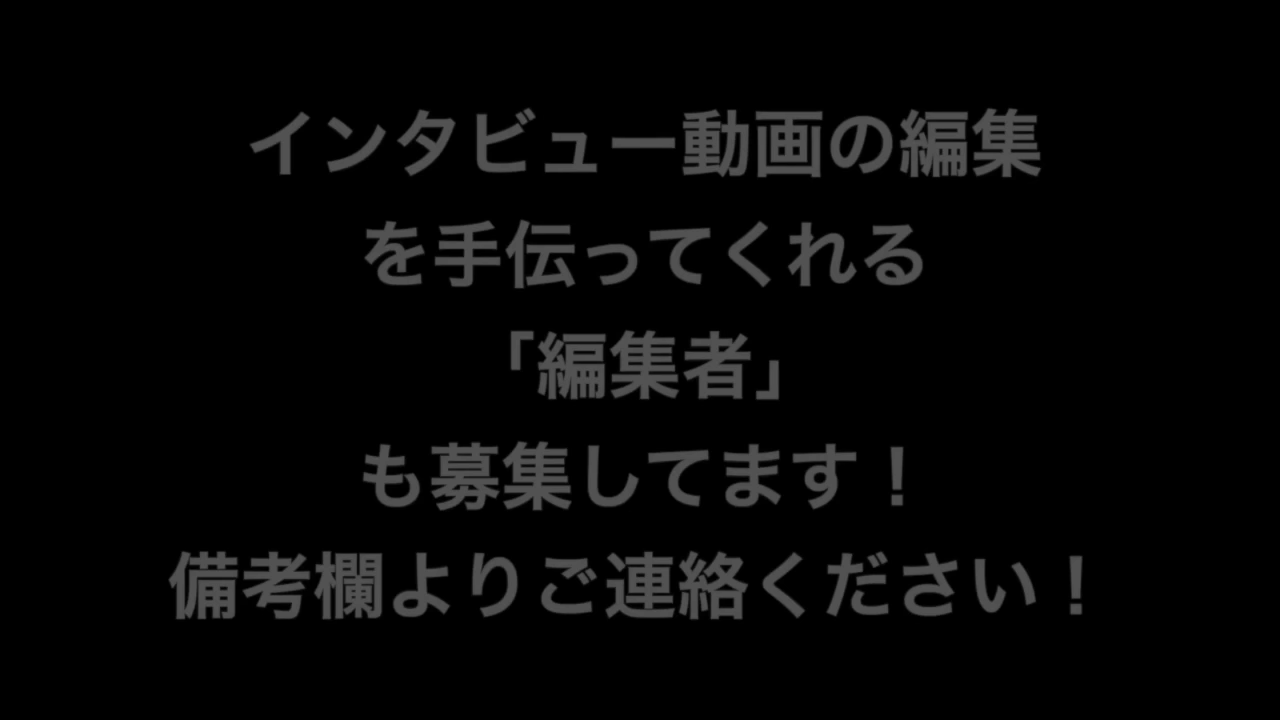 インタビュー動画の編集
を手伝ってくれる
「編集者」
も募集してます！
備考欄よりご連絡ください！